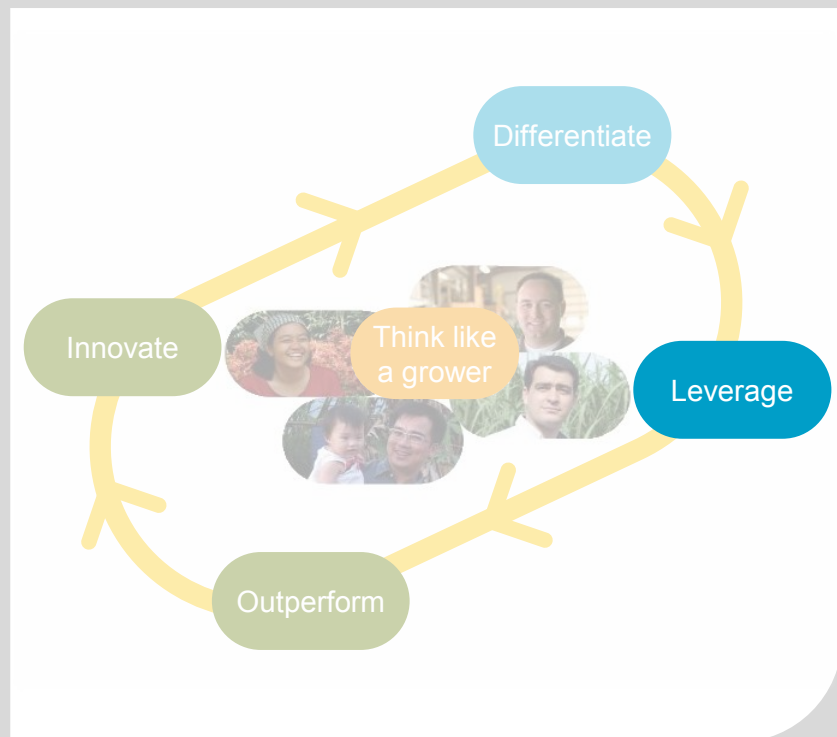 Differentiate
Innovate
Think like
a grower
Leverage
Outperform